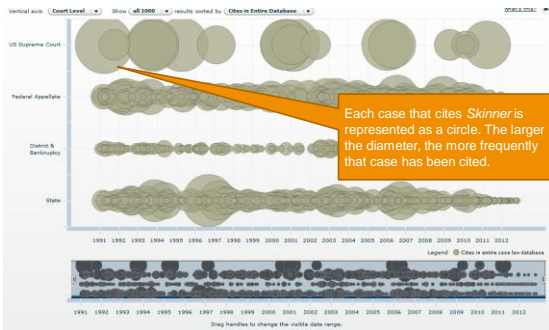 Vertical axis Court Level Show all 1000 results sorted by Cites in Entire Database What is this?
US Supreme Court
Federal Appellate
District &
Bankruptcy
State
Each case that cites Skinner is
represented as a circle. The larger
the diameter, the more frequently
that case has been cited.
1991 1992 1993 1994 1995 1996 1997 1998 1999 2000 2001 2002 2003 2004 2005 2006 2007 2008 2009 2010 2011 2012
Legend Cites in entire case law database
1991 1992 1993 1994 1995 1996 1997 1998 1999 2000 2001 2002 2003 2004 2005 2006 2007 2008 2009 2010 2011 2012
Drag handles to change the visible date range.